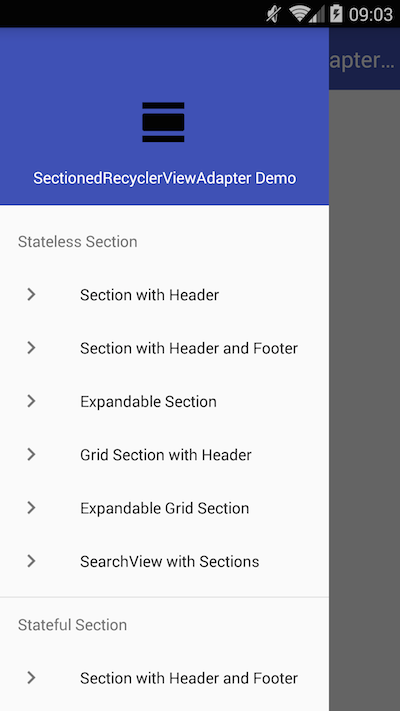 09:03
apter...
SectionedRecyclerViewAdapter Demo
Stateless Section
Section with Header
Section with Header and Footer
Expandable Section
Grid Section with Header
Expandable Grid Section
SearchView with Sections
Stateful Section
Section with Header and Footer